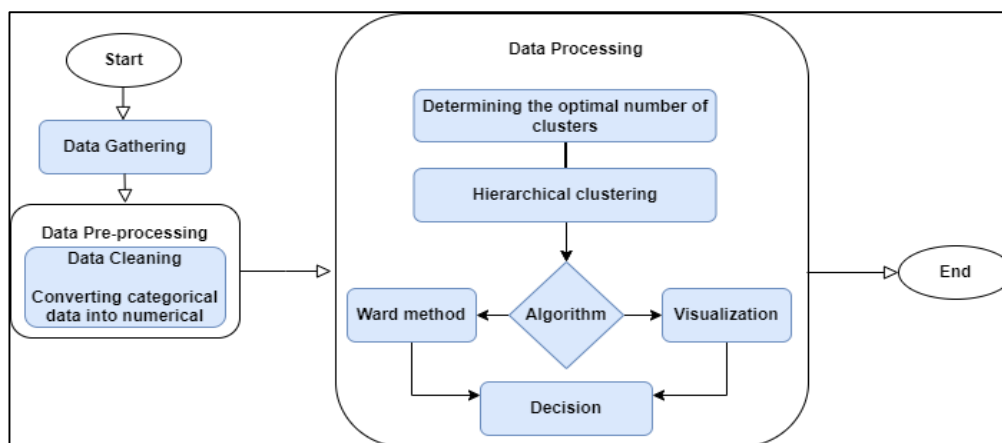 Start
Data Gathering
Data Pre-processing
Data Cleaning
Converting categorical
data into numerical
Data Processing
Determining the optimal number of
clusters
Hierarchical clustering
Algorithm
Ward method
Visualization
Decision
End